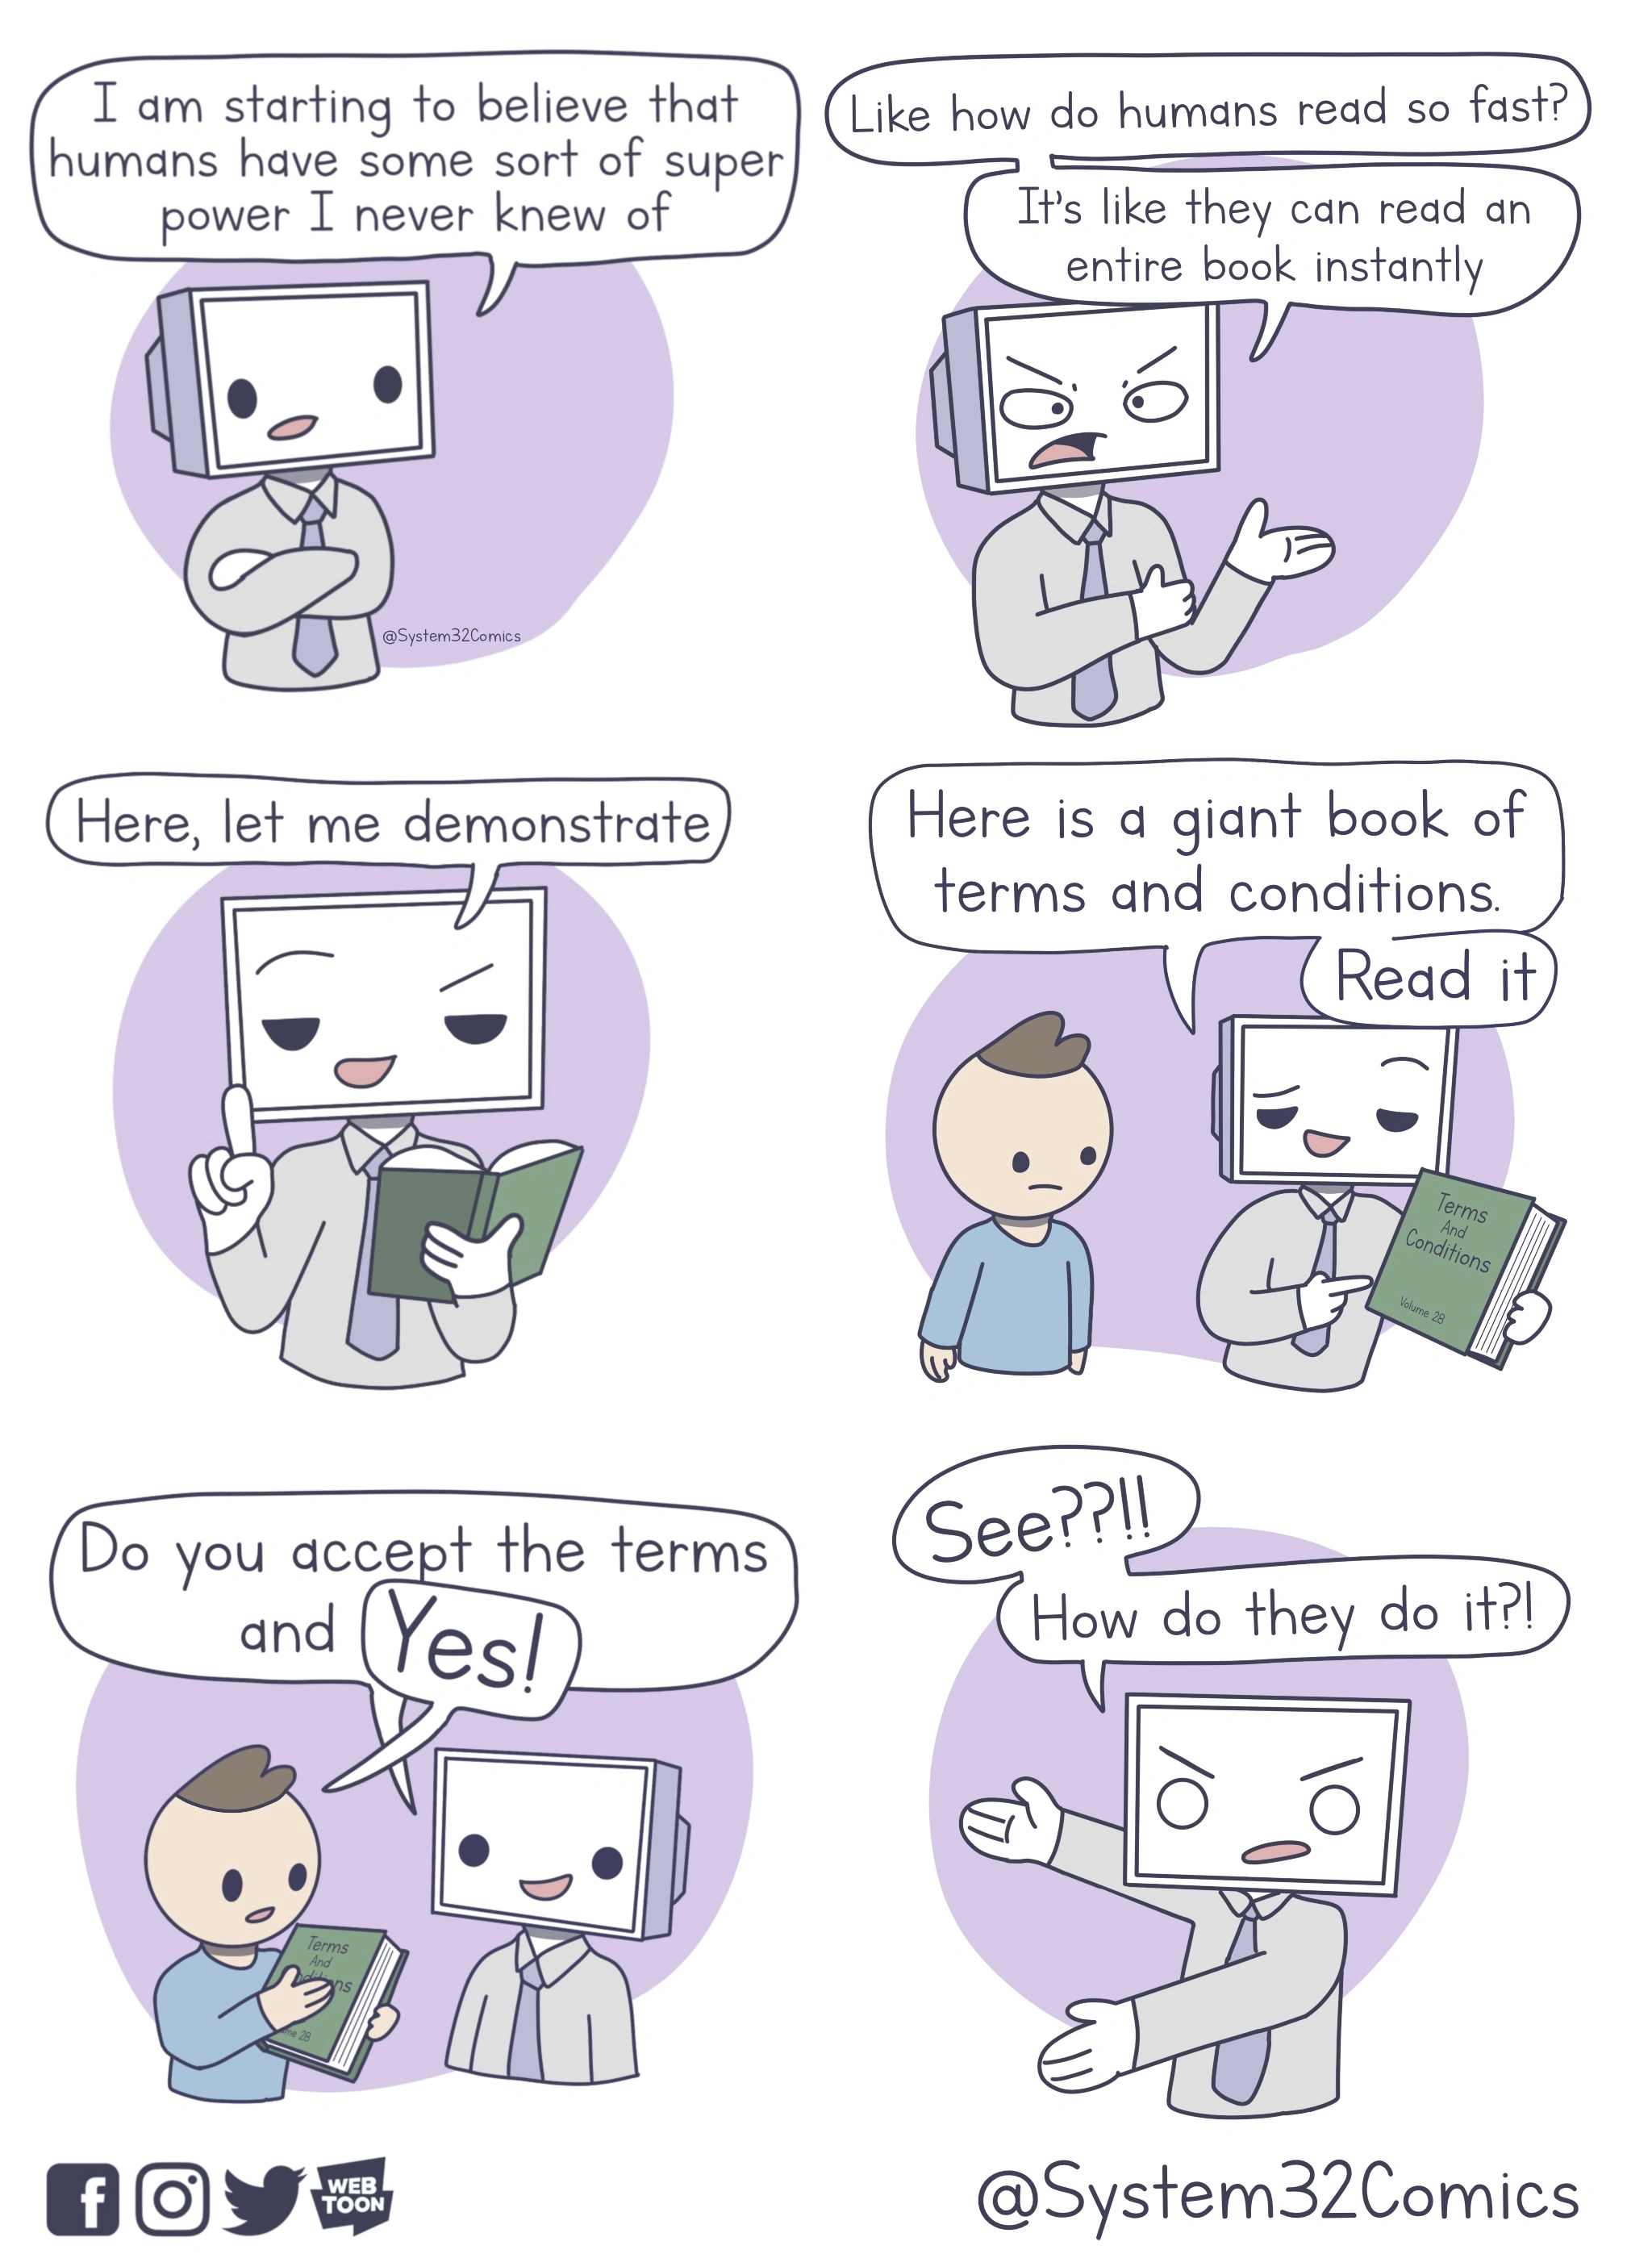 I am starting to believe that
humans have some sort of super
power I never knew of
@System32Comics
Like how do humans read so fast?
It's like they can read an
entire book instantly
Here, let me demonstrate
Here is a giant book of
terms and conditions.
Read it
Terms
And
Conditions
Volume 28
Do you accept the terms
and
Yes!
Terms
And
nditions
me 28
See??!!
How do they do it?!
f
WEB
TOON
@System32Comics